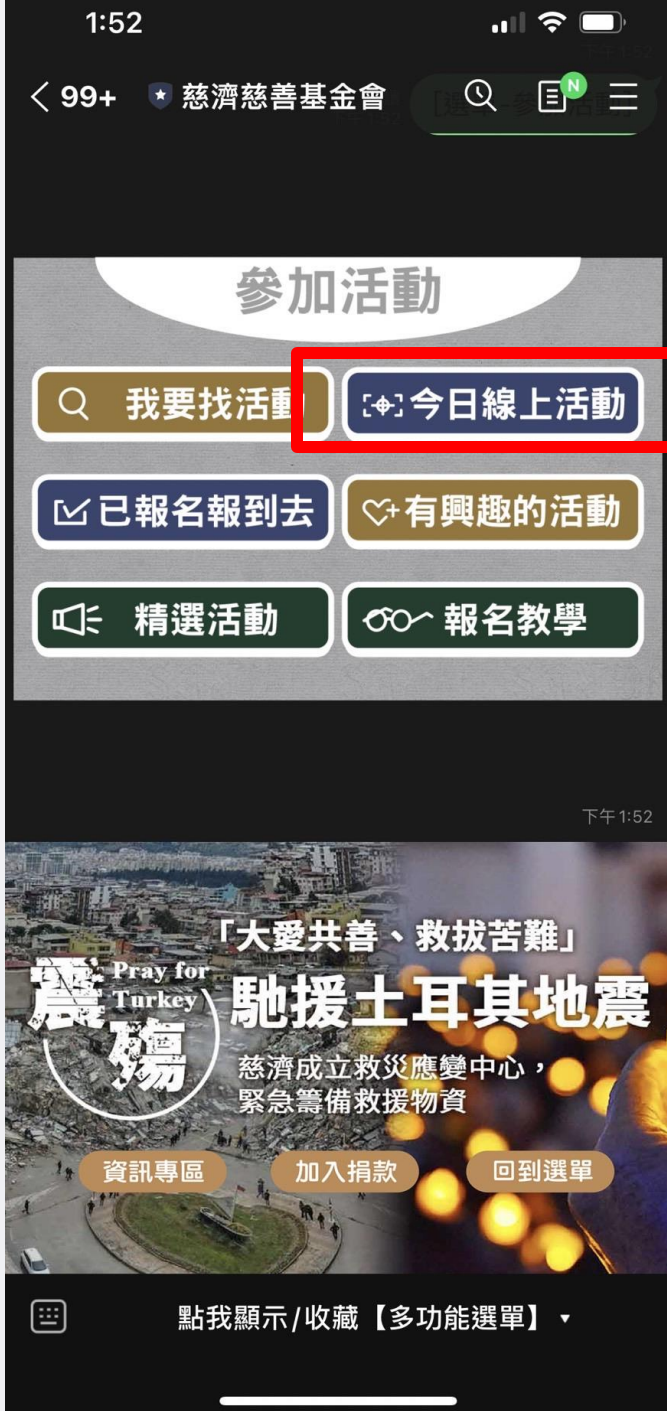 1:52
99+ 慈濟慈善基金會 N
參加活動
我要找活動 今日線上活動
已報名報到去 有興趣的活動
精選活動 報名教學
下午 1:52
「大愛共善、救拔苦難」
震殤 Pray for Turkey
馳援土耳其地震
慈濟成立救災應變中心，
緊急籌備救援物資
資訊專區 加入捐款 回到選單
點我顯示/收藏【多功能選單】▾